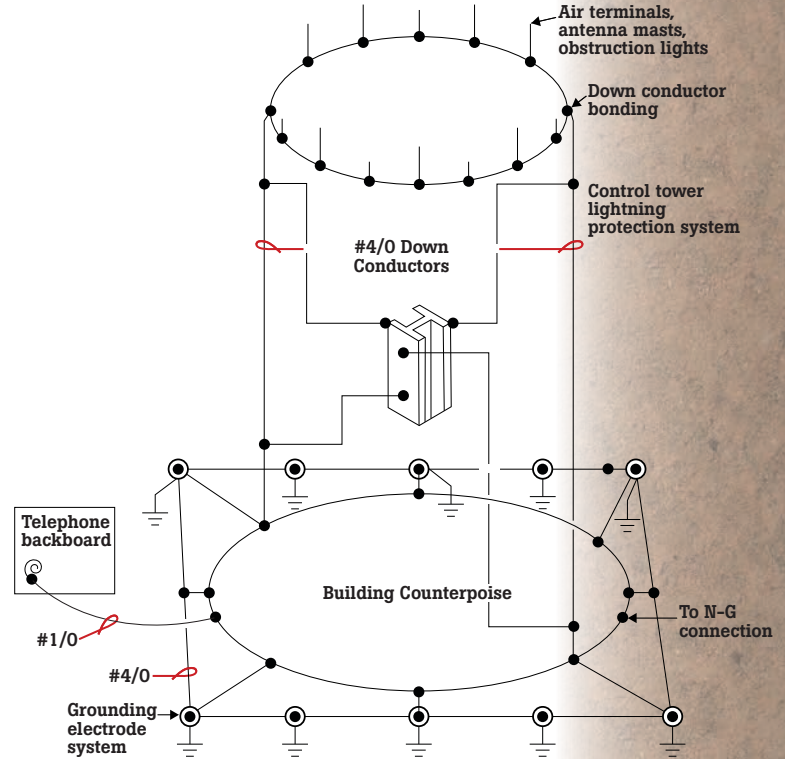 Air terminals,
antenna masts,
obstruction lights
Down conductor
bonding
Control tower
lightning
protection system
#4/0 Down
Conductors
Telephone
backboard
Building Counterpoise
To N-G
connection
#1/0
#4/0
Grounding
electrode
system